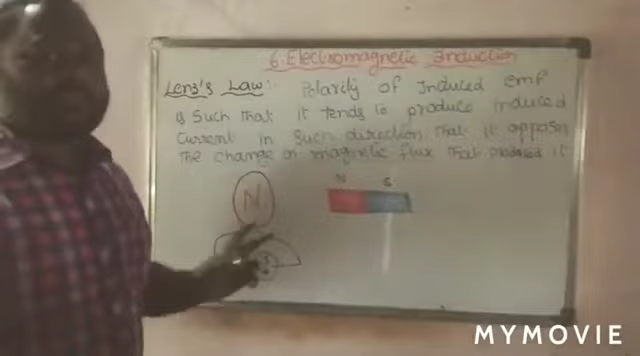 6. Electromagnetic Induction
Lenz's Law:- Polarity of Induced emf
is Such that it tends to produce induced
Current in Such direction that it opposes
The change in magnetic flux that produced it
N S
N
MYMOVIE